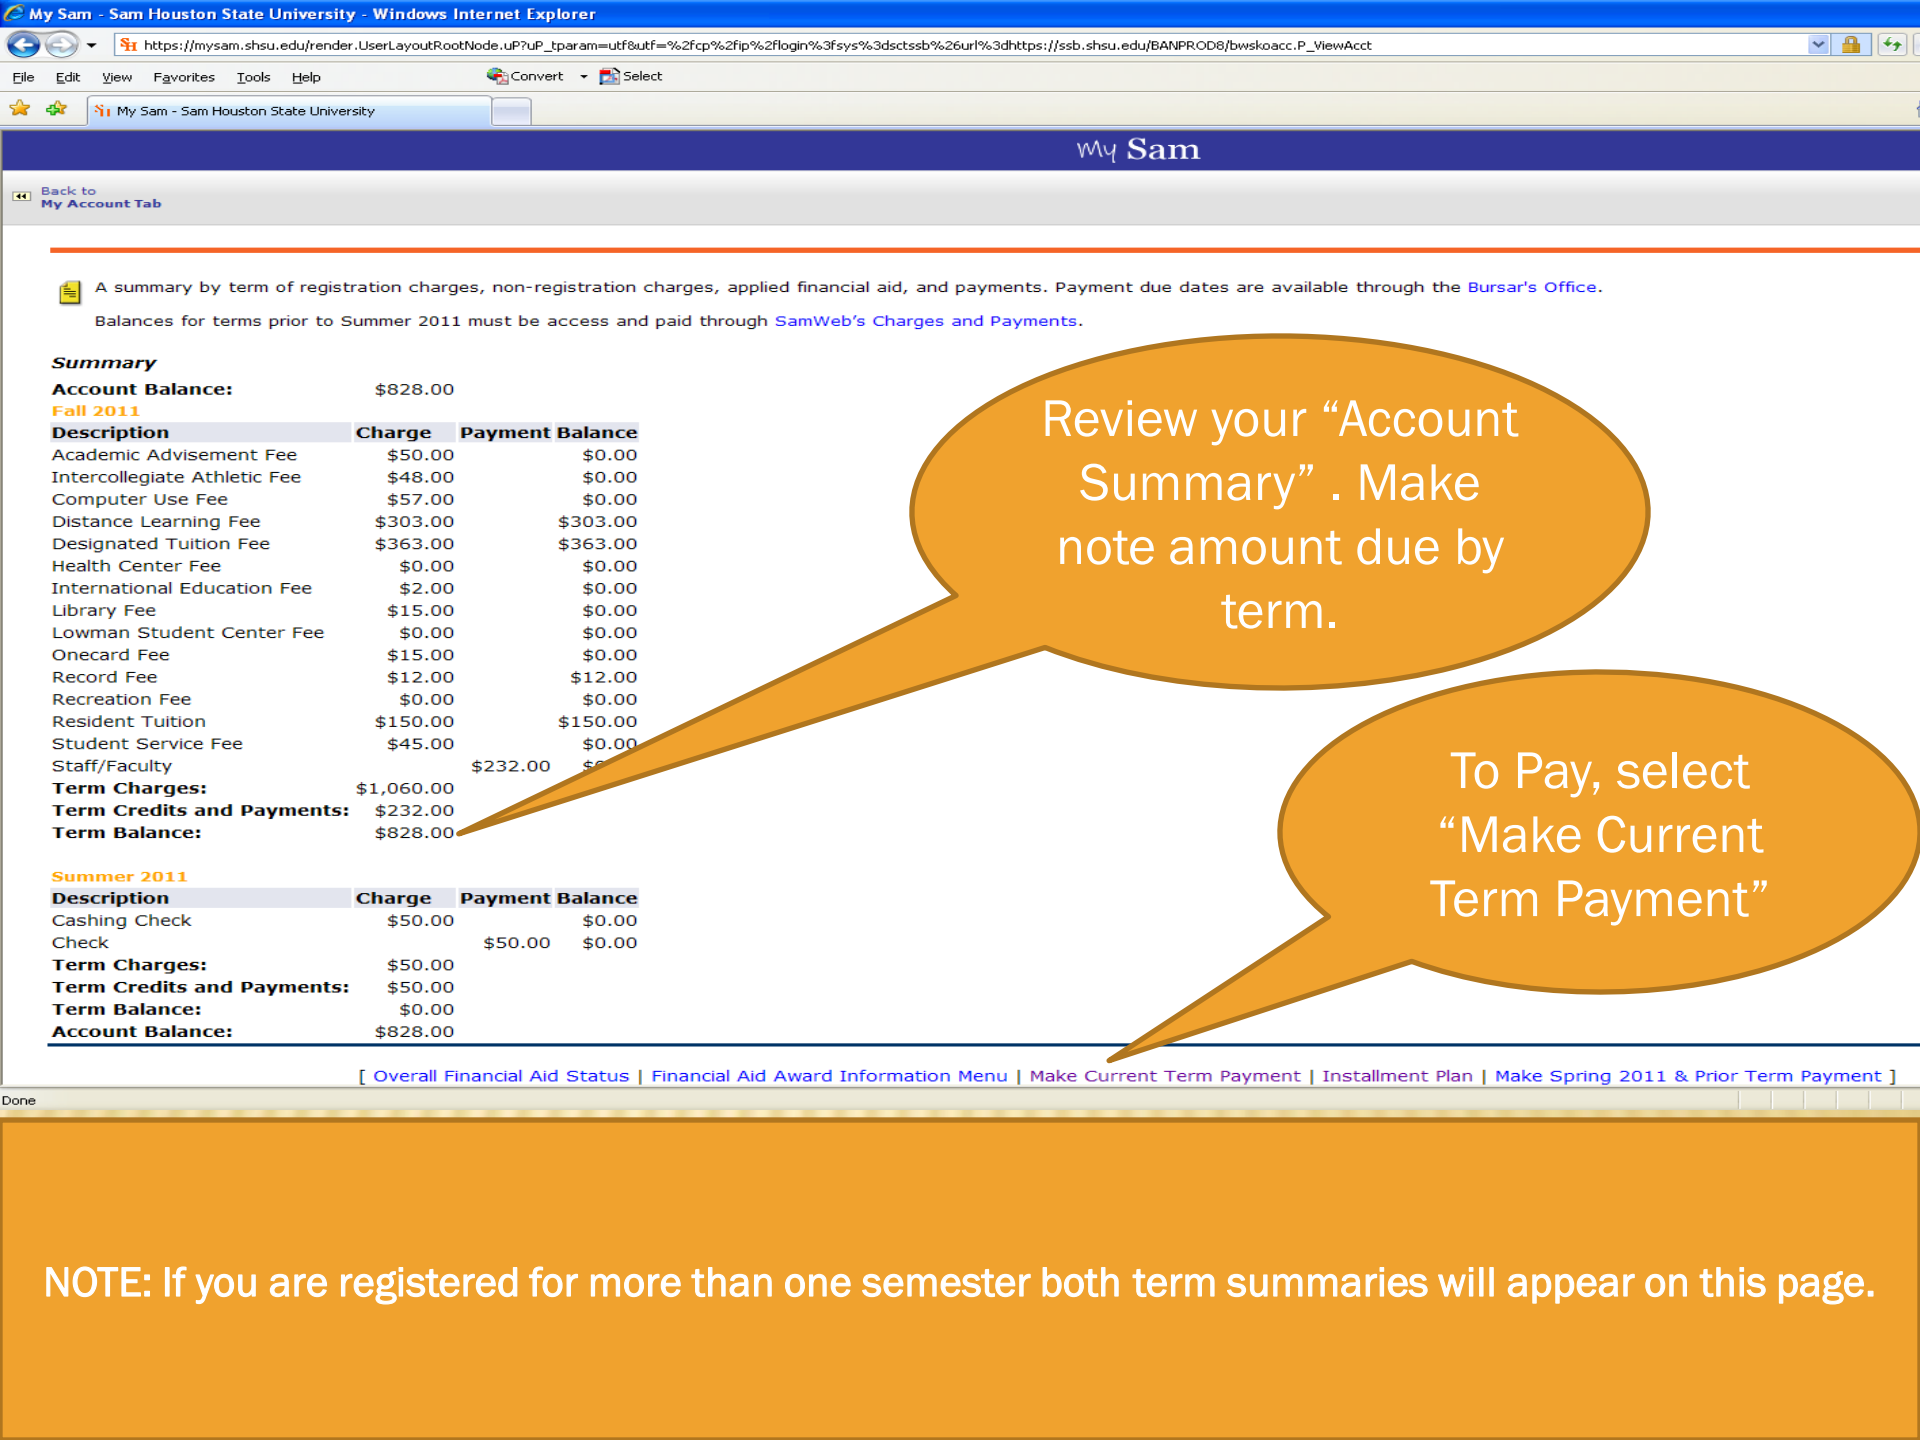 My Sam - Sam Houston State University - Windows Internet Explorer
https://mysam.shsu.edu/render.UserLayoutRootNode.uP?uP_tparam=utf&utf=%2fcp%2fip%2flogin%3fsys%3dsctssb%26url%3dhttps://ssb.shsu.edu/BANPROD8/bwskoacc.P_ViewAcct
File Edit View Favorites Tools Help Convert Select
My Sam - Sam Houston State University
My Sam
Back to
My Account Tab
A summary by term of registration charges, non-registration charges, applied financial aid, and payments. Payment due dates are available through the Bursar's Office.
Balances for terms prior to Summer 2011 must be access and paid through SamWeb's Charges and Payments.
Summary
Account Balance: $828.00
Fall 2011
Description Charge Payment Balance
Academic Advisement Fee $50.00 $0.00
Intercollegiate Athletic Fee $48.00 $0.00
Computer Use Fee $57.00 $0.00
Distance Learning Fee $303.00 $303.00
Designated Tuition Fee $363.00 $363.00
Health Center Fee $0.00 $0.00
International Education Fee $2.00 $0.00
Library Fee $15.00 $0.00
Lowman Student Center Fee $0.00 $0.00
Onecard Fee $15.00 $0.00
Record Fee $12.00 $12.00
Recreation Fee $0.00 $0.00
Resident Tuition $150.00 $150.00
Student Service Fee $45.00 $0.00
Staff/Faculty $232.00
Term Charges: $1,060.00
Term Credits and Payments: $232.00
Term Balance: $828.00
Summer 2011
Description Charge Payment Balance
Cashing Check $50.00 $0.00
Check $50.00 $0.00
Term Charges: $50.00
Term Credits and Payments: $50.00
Term Balance: $0.00
Account Balance: $828.00
Review your “Account
Summary” . Make
note amount due by
term.
To Pay, select
“Make Current
Term Payment”
[ Overall Financial Aid Status | Financial Aid Award Information Menu | Make Current Term Payment | Installment Plan | Make Spring 2011 & Prior Term Payment ]
Done
NOTE: If you are registered for more than one semester both term summaries will appear on this page.